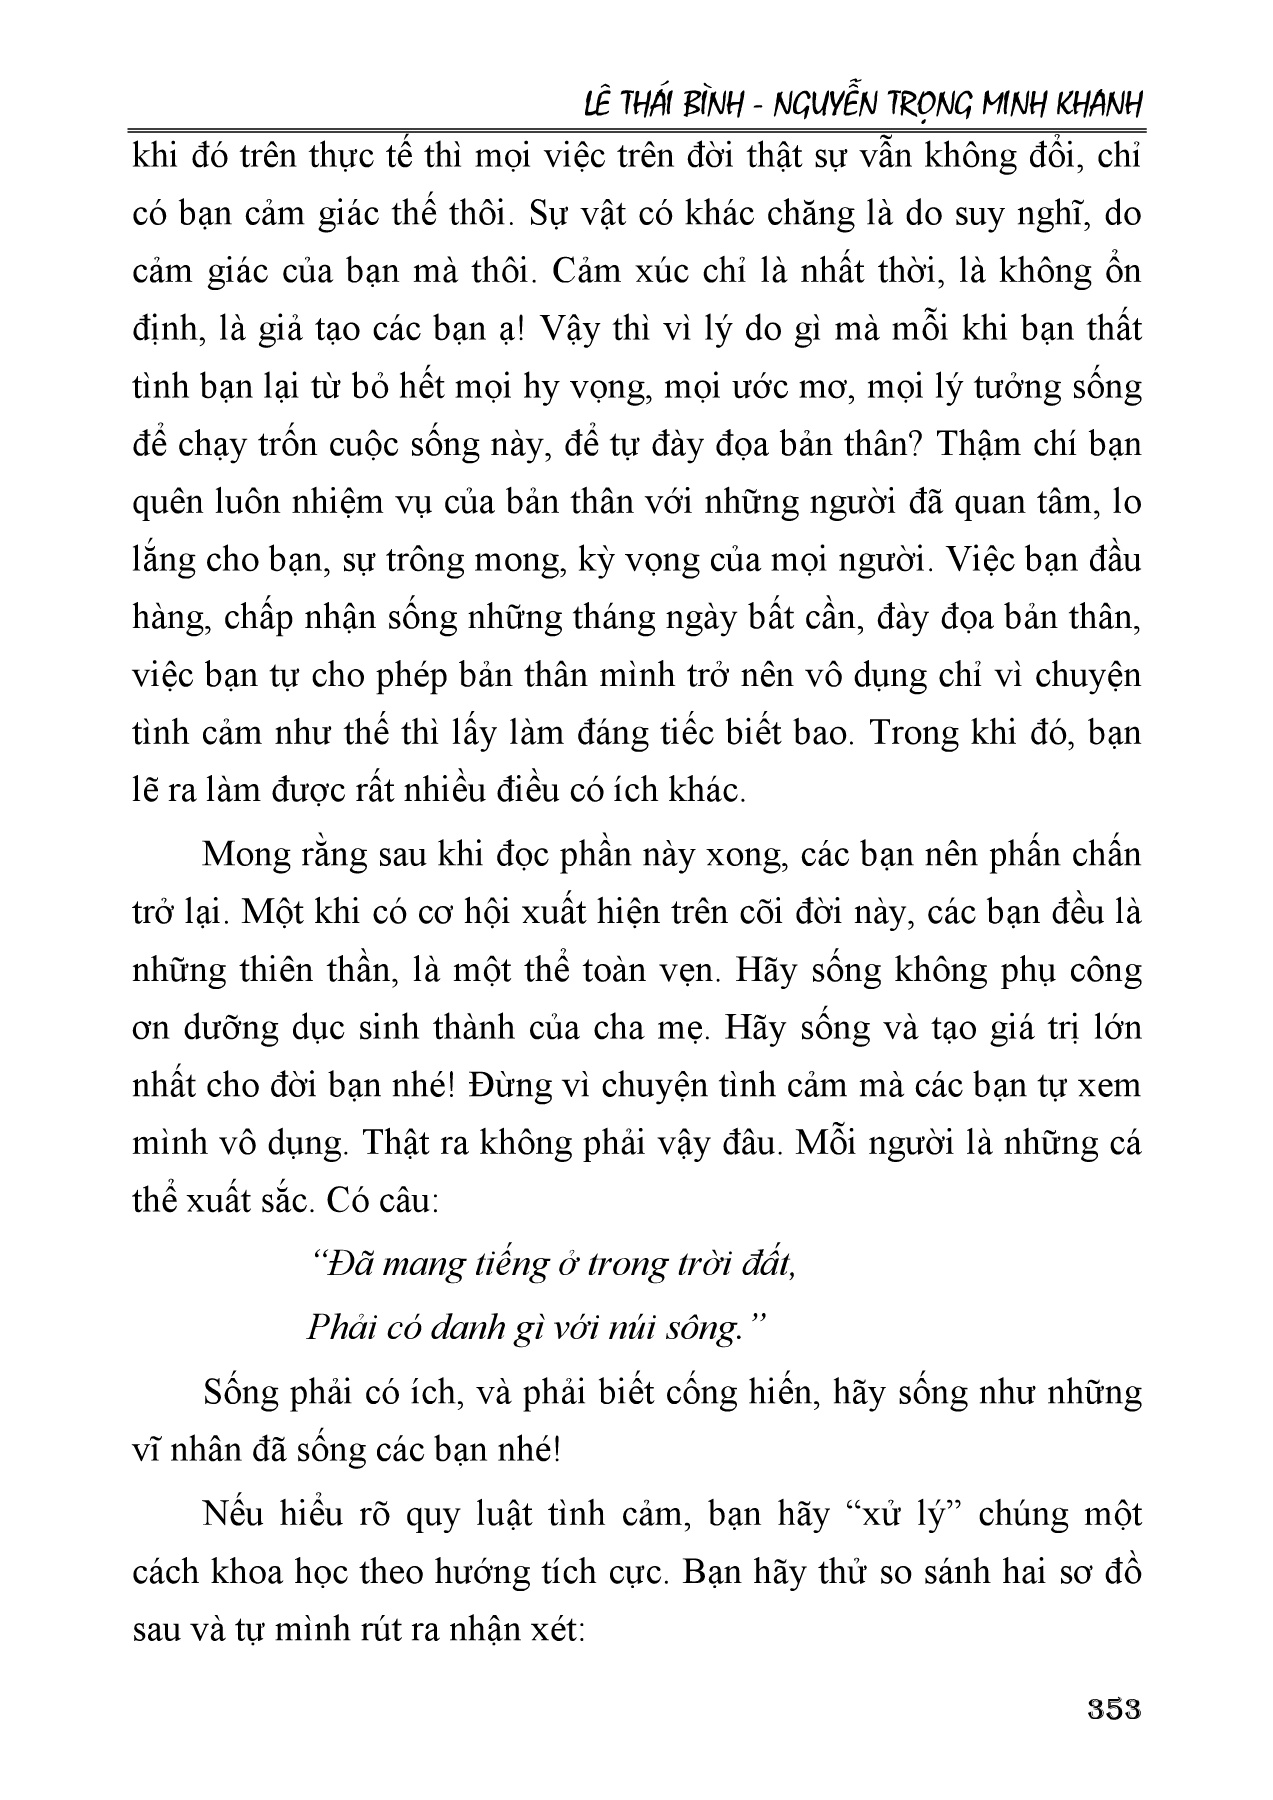 LÊ THÁI BÌNH - NGUYỄN TRỌNG MINH KHANH
khi đó trên thực tế thì mọi việc trên đời thật sự vẫn không đổi, chỉ
có bạn cảm giác thế thôi. Sự vật có khác chăng là do suy nghĩ, do
cảm giác của bạn mà thôi. Cảm xúc chỉ là nhất thời, là không ổn
định, là giả tạo các bạn ạ! Vậy thì vì lý do gì mà mỗi khi bạn thất
tình bạn lại từ bỏ hết mọi hy vọng, mọi ước mơ, mọi lý tưởng sống
để chạy trốn cuộc sống này, để tự đày đọa bản thân? Thậm chí bạn
quên luôn nhiệm vụ của bản thân với những người đã quan tâm, lo
lắng cho bạn, sự trông mong, kỳ vọng của mọi người. Việc bạn đầu
hàng, chấp nhận sống những tháng ngày bất cần, đày đọa bản thân,
việc bạn tự cho phép bản thân mình trở nên vô dụng chỉ vì chuyện
tình cảm như thế thì lấy làm đáng tiếc biết bao. Trong khi đó, bạn
lẽ ra làm được rất nhiều điều có ích khác.
Mong rằng sau khi đọc phần này xong, các bạn nên phấn chấn
trở lại. Một khi có cơ hội xuất hiện trên cõi đời này, các bạn đều là
những thiên thần, là một thể toàn vẹn. Hãy sống không phụ công
ơn dưỡng dục sinh thành của cha mẹ. Hãy sống và tạo giá trị lớn
nhất cho đời bạn nhé! Đừng vì chuyện tình cảm mà các bạn tự xem
mình vô dụng. Thật ra không phải vậy đâu. Mỗi người là những cá
thể xuất sắc. Có câu:
“Đã mang tiếng ở trong trời đất,
Phải có danh gì với núi sông.”
Sống phải có ích, và phải biết cống hiến, hãy sống như những
vĩ nhân đã sống các bạn nhé!
Nếu hiểu rõ quy luật tình cảm, bạn hãy “xử lý” chúng một
cách khoa học theo hướng tích cực. Bạn hãy thử so sánh hai sơ đồ
sau và tự mình rút ra nhận xét:
353